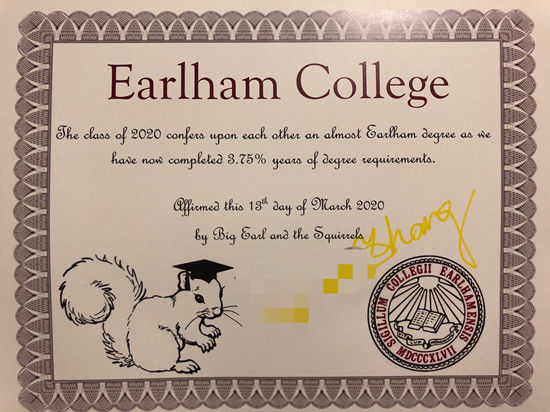 Earlham College
The class of 2020 confers upon each other an almost Earlham degree as we
have now completed 3.75% years of degree requirements.
Affirmed this 13th day of March 2020
by Big Earl and the Squirrels
SIGILLUM COLLEGII EARLHAMENSIS
MDCCCXLVII